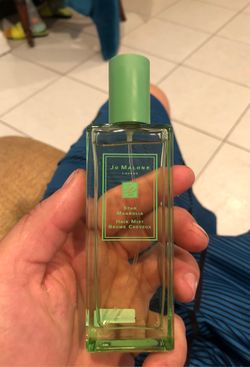 Jo Malone
London
Star
Magnolia
Hair Mist
Brume Cheveux